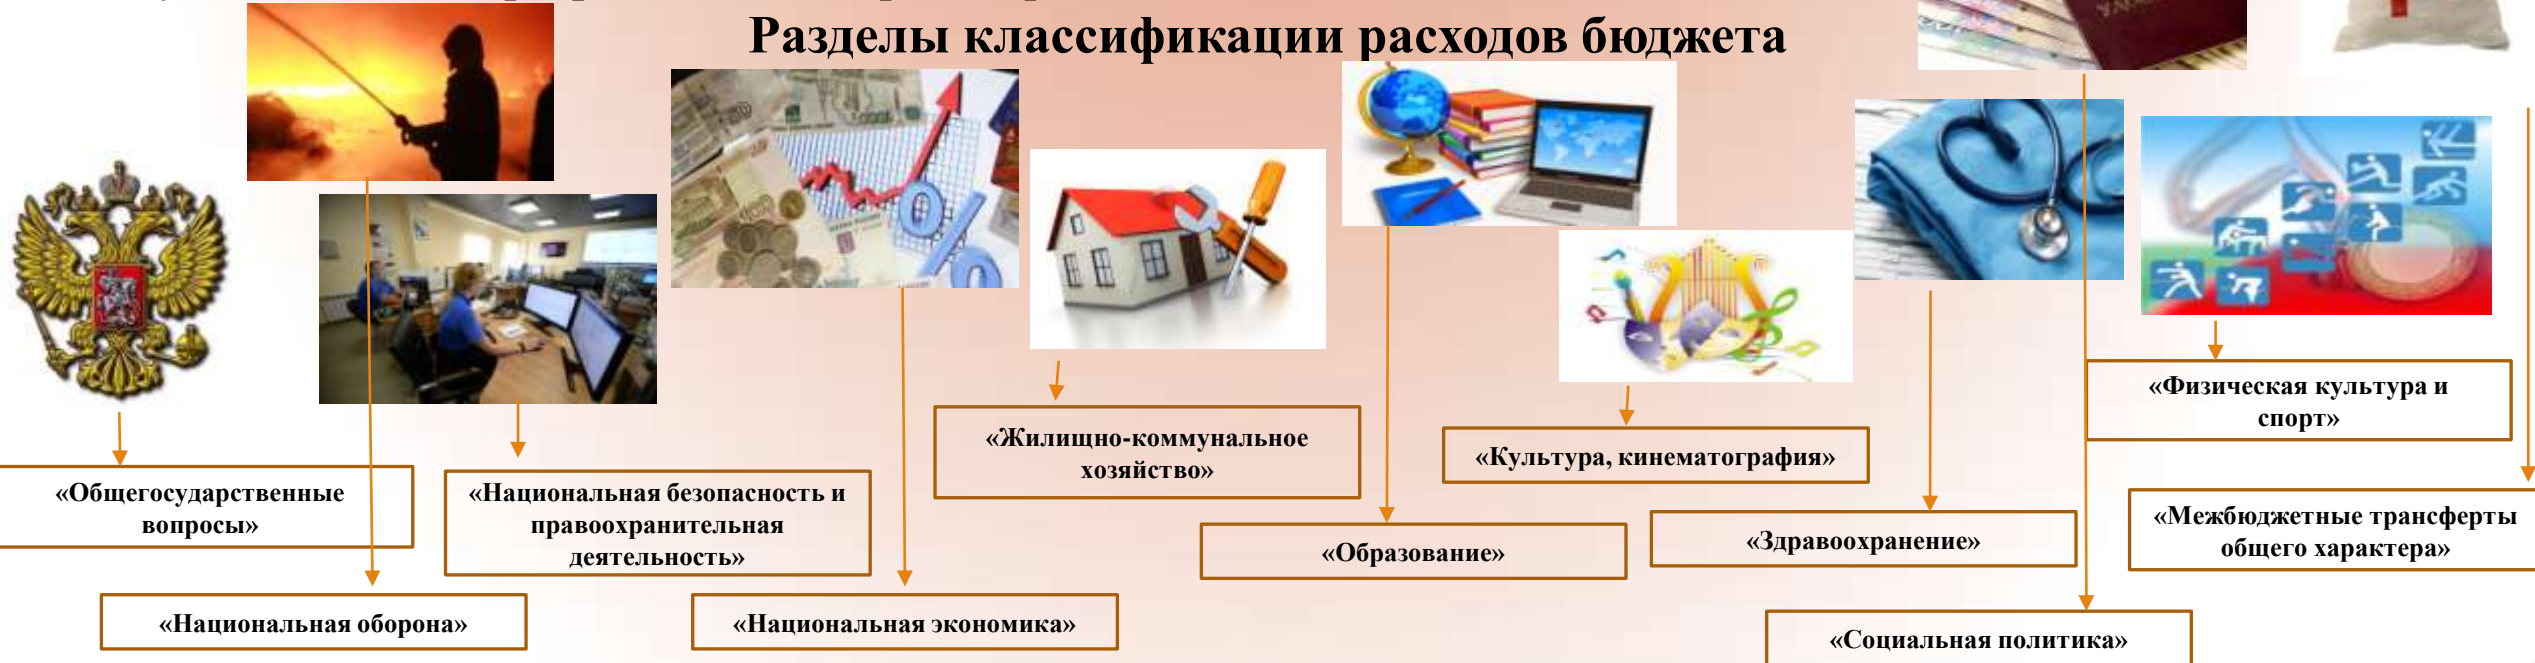 Разделы классификации расходов бюджета
«Общегосударственные
вопросы»
«Национальная оборона»
«Национальная безопасность и
правоохранительная
деятельность»
«Национальная экономика»
«Жилищно-коммунальное
хозяйство»
«Образование»
«Культура, кинематография»
«Здравоохранение»
«Социальная политика»
«Физическая культура и
спорт»
«Межбюджетные трансферты
общего характера»